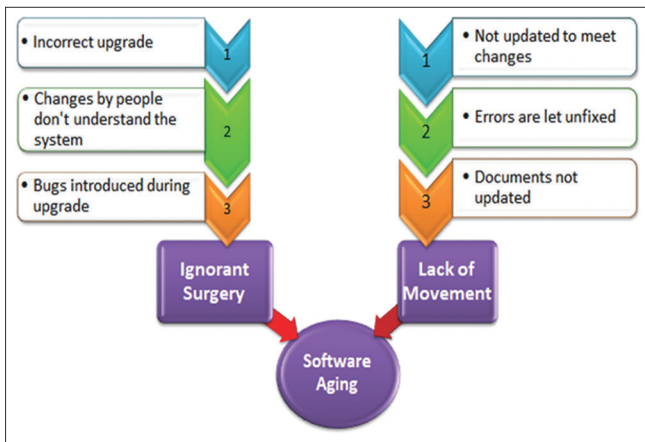 • Incorrect upgrade
1
• Changes by people
don't understand the
system
2
• Bugs introduced during
upgrade
3
Ignorant
Surgery
• Not updated to meet
changes
1
• Errors are let unfixed
2
• Documents not
updated
3
Lack of
Movement
Software
Aging